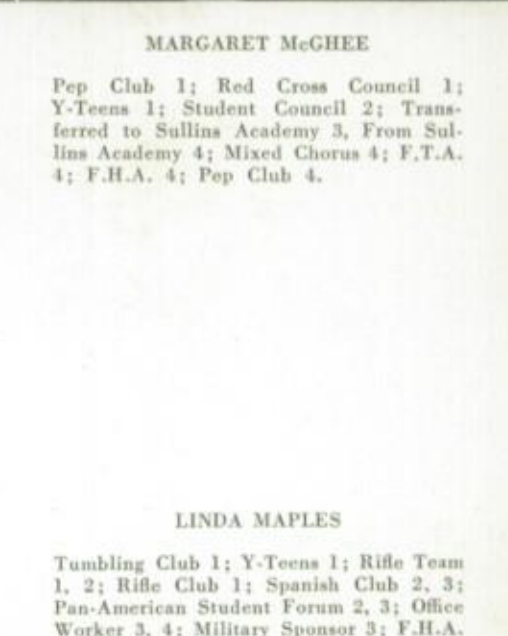 MARGARET McGHEE
Pep Club 1; Red Cross Council 1;
Y-Teens 1; Student Council 2; Trans-
ferred to Sullins Academy 3, From Sul-
lins Academy 4; Mixed Chorus 4; F.T.A.
4; F.H.A. 4; Pep Club 4.
LINDA MAPLES
Tumbling Club 1; Y-Teens 1; Rifle Team
1, 2; Rifle Club 1; Spanish Club 2, 3;
Pan-American Student Forum 2, 3; Office
Worker 3, 4; Military Sponsor 3; F.H.A.